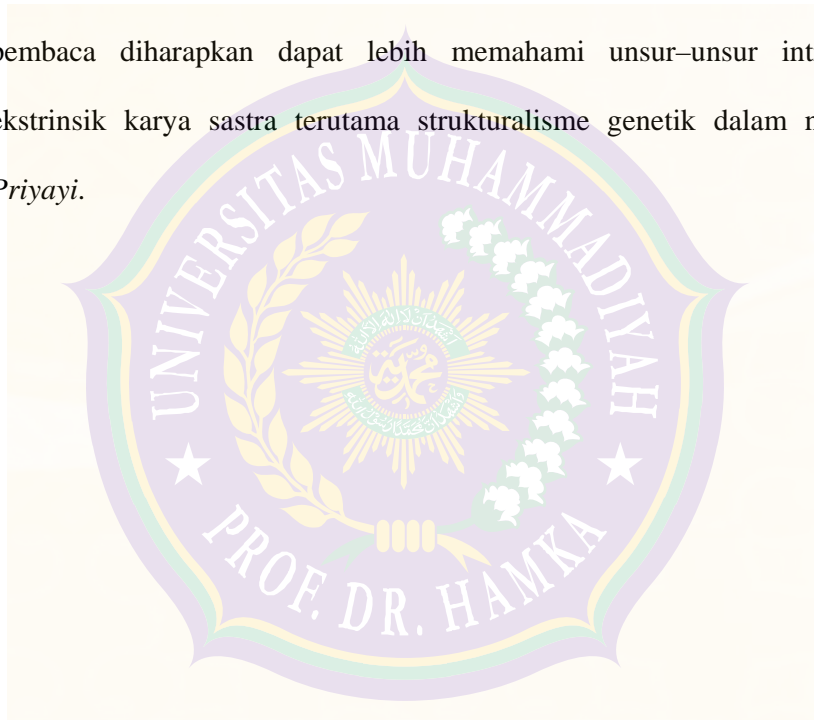 pembaca diharapkan dapat lebih memahami unsur–unsur int
ekstrinsik karya sastra terutama strukturalisme genetik dalam n
Priyayi.
UNIVERSITAS MUHAMMADIYAH
PROF. DR. HAMKA